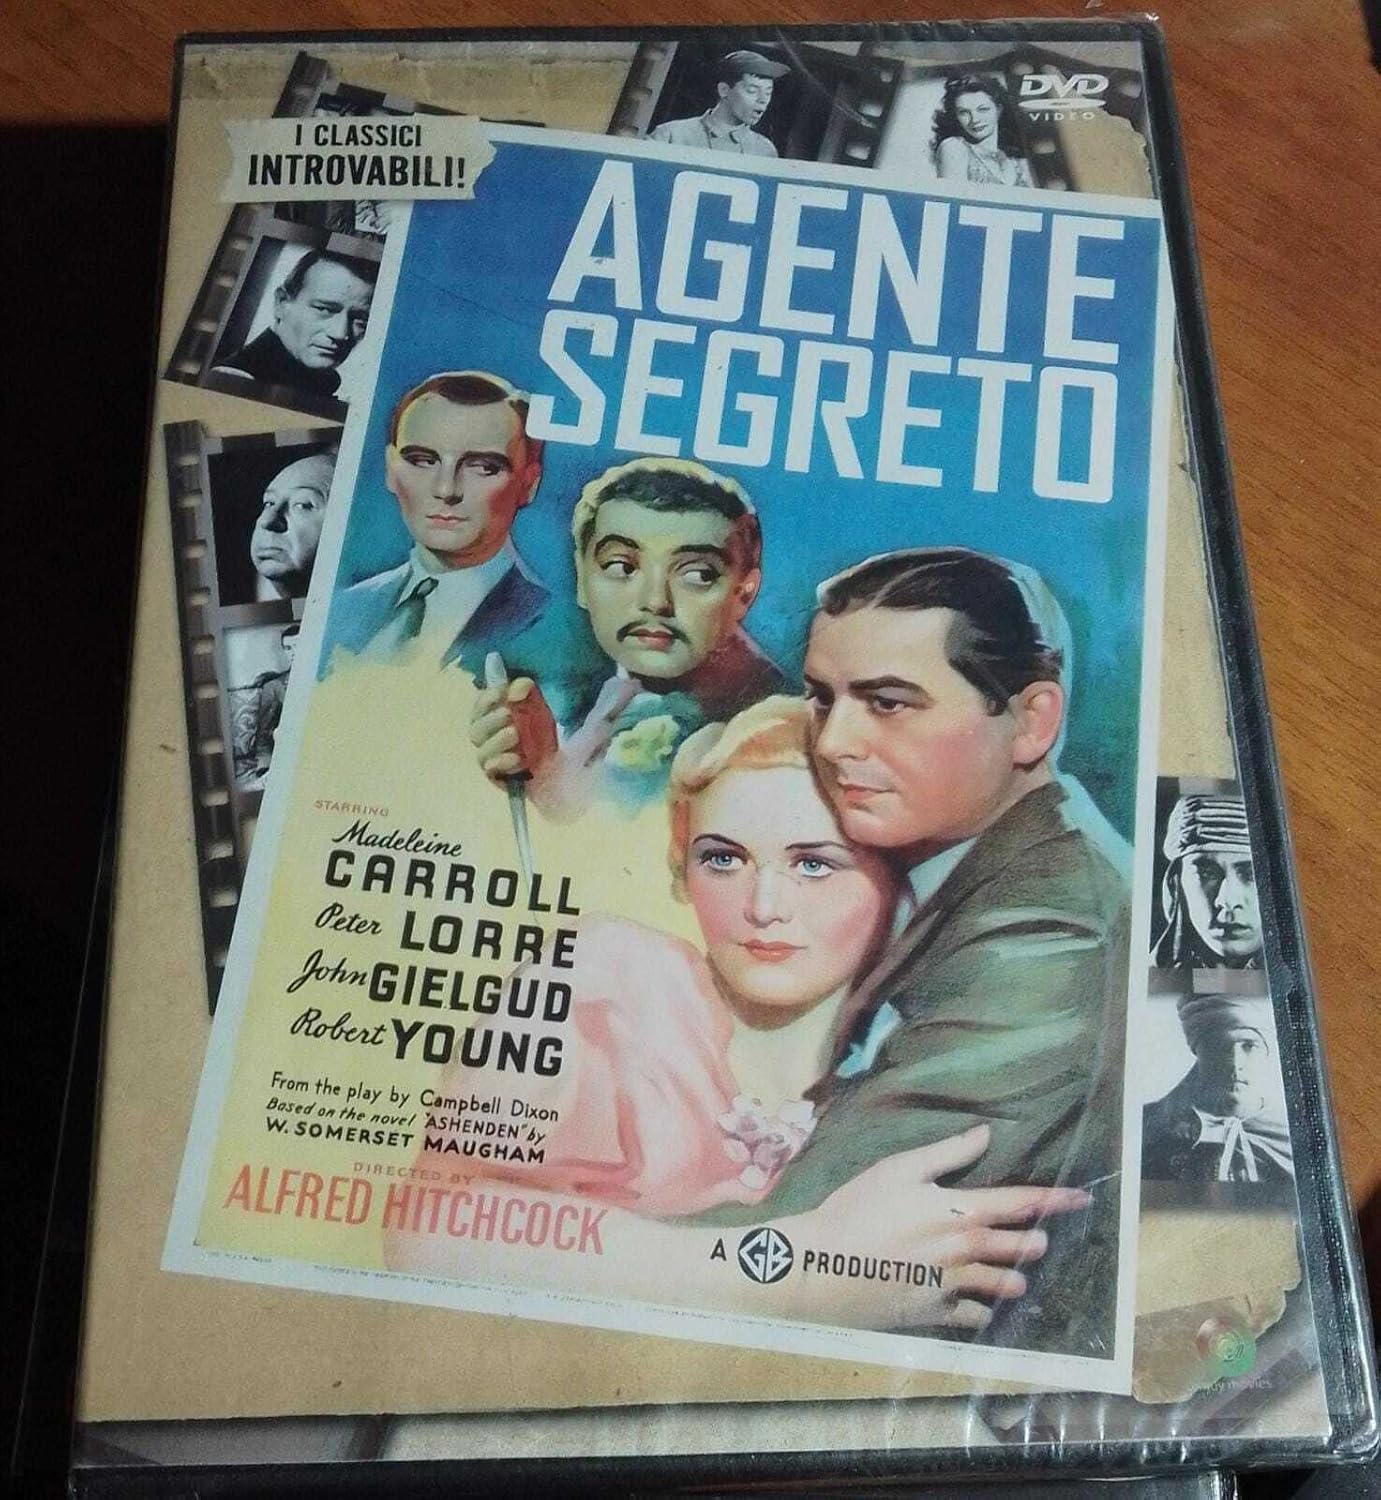 I CLASSICI
INTROVABILI!
DVD
VIDEO
AGENTE
SEGRETO
STARRING
Madeleine
CARROLL
Peter LORRE
John GIELGUD
Robert YOUNG
From the play by Campbell Dixon
Based on the novel "ASHENDEN" by
W. SOMERSET MAUGHAM
DIRECTED BY
ALFRED HITCHCOCK
A GB PRODUCTION